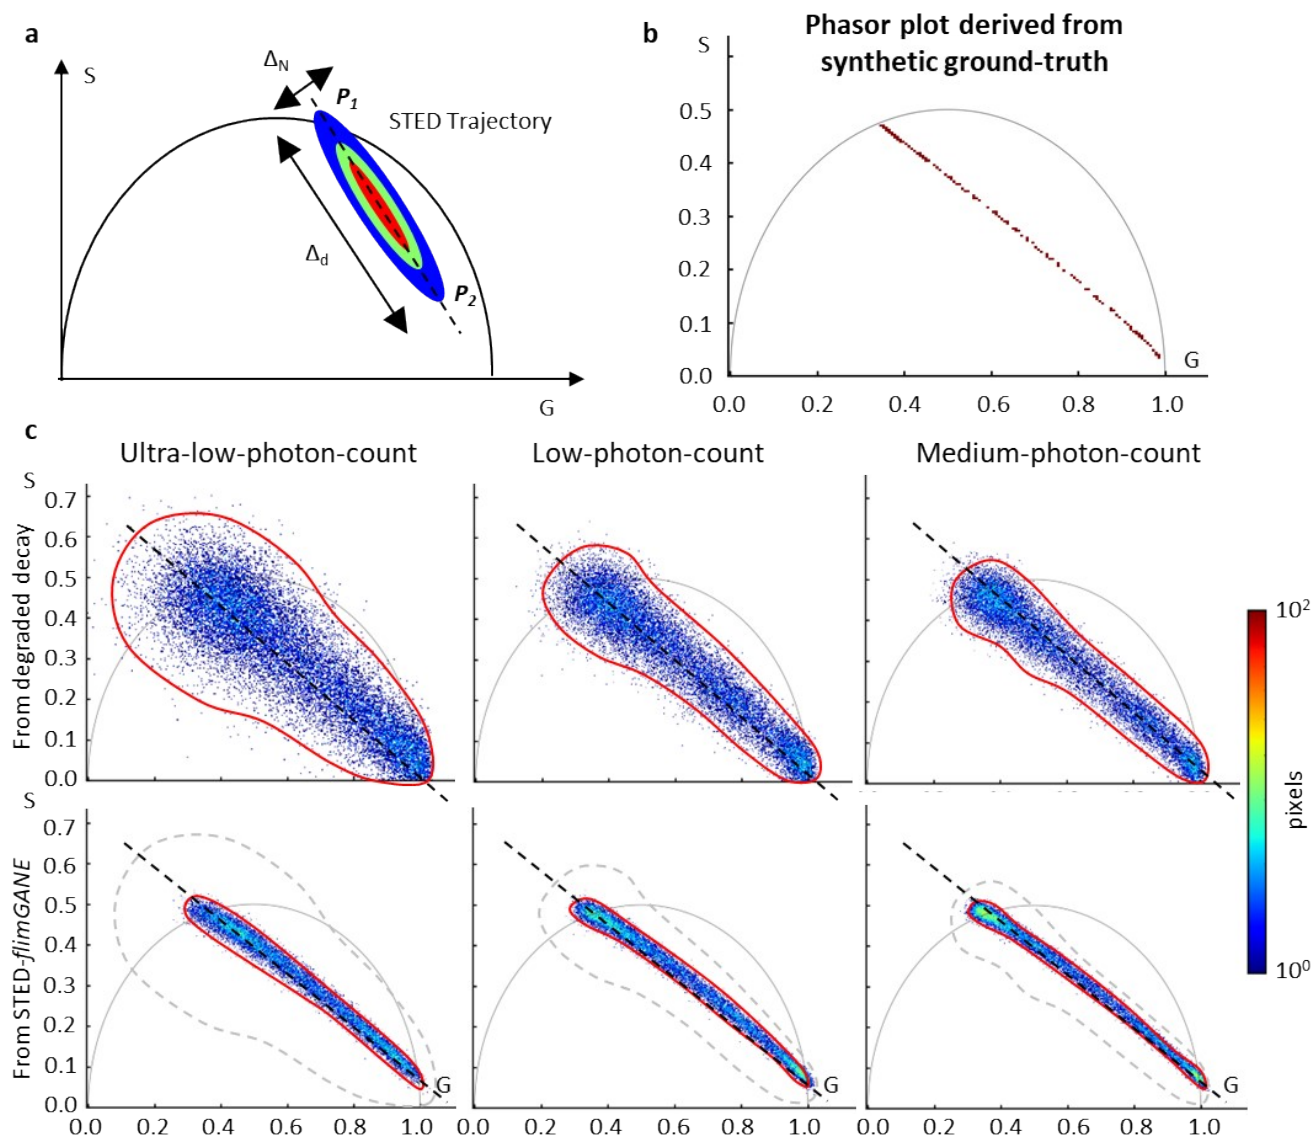 a
S
ΔN
P1
STED Trajectory
Δd
P2
G
b
Phasor plot derived from
synthetic ground-truth
S
0.5
0.4
0.3
0.2
0.1
0.0
G
0.0 0.2 0.4 0.6 0.8 1.0
c
Ultra-low-photon-count Low-photon-count Medium-photon-count
From degraded decay
S
0.7
0.6
0.5
0.4
0.3
0.2
0.1
0.0
10²
pixels
10⁰
From STED-flimGANE
S
0.7
0.6
0.5
0.4
0.3
0.2
0.1
0.0
G G G
0.0 0.2 0.4 0.6 0.8 1.0 0.0 0.2 0.4 0.6 0.8 1.0 0.0 0.2 0.4 0.6 0.8 1.0